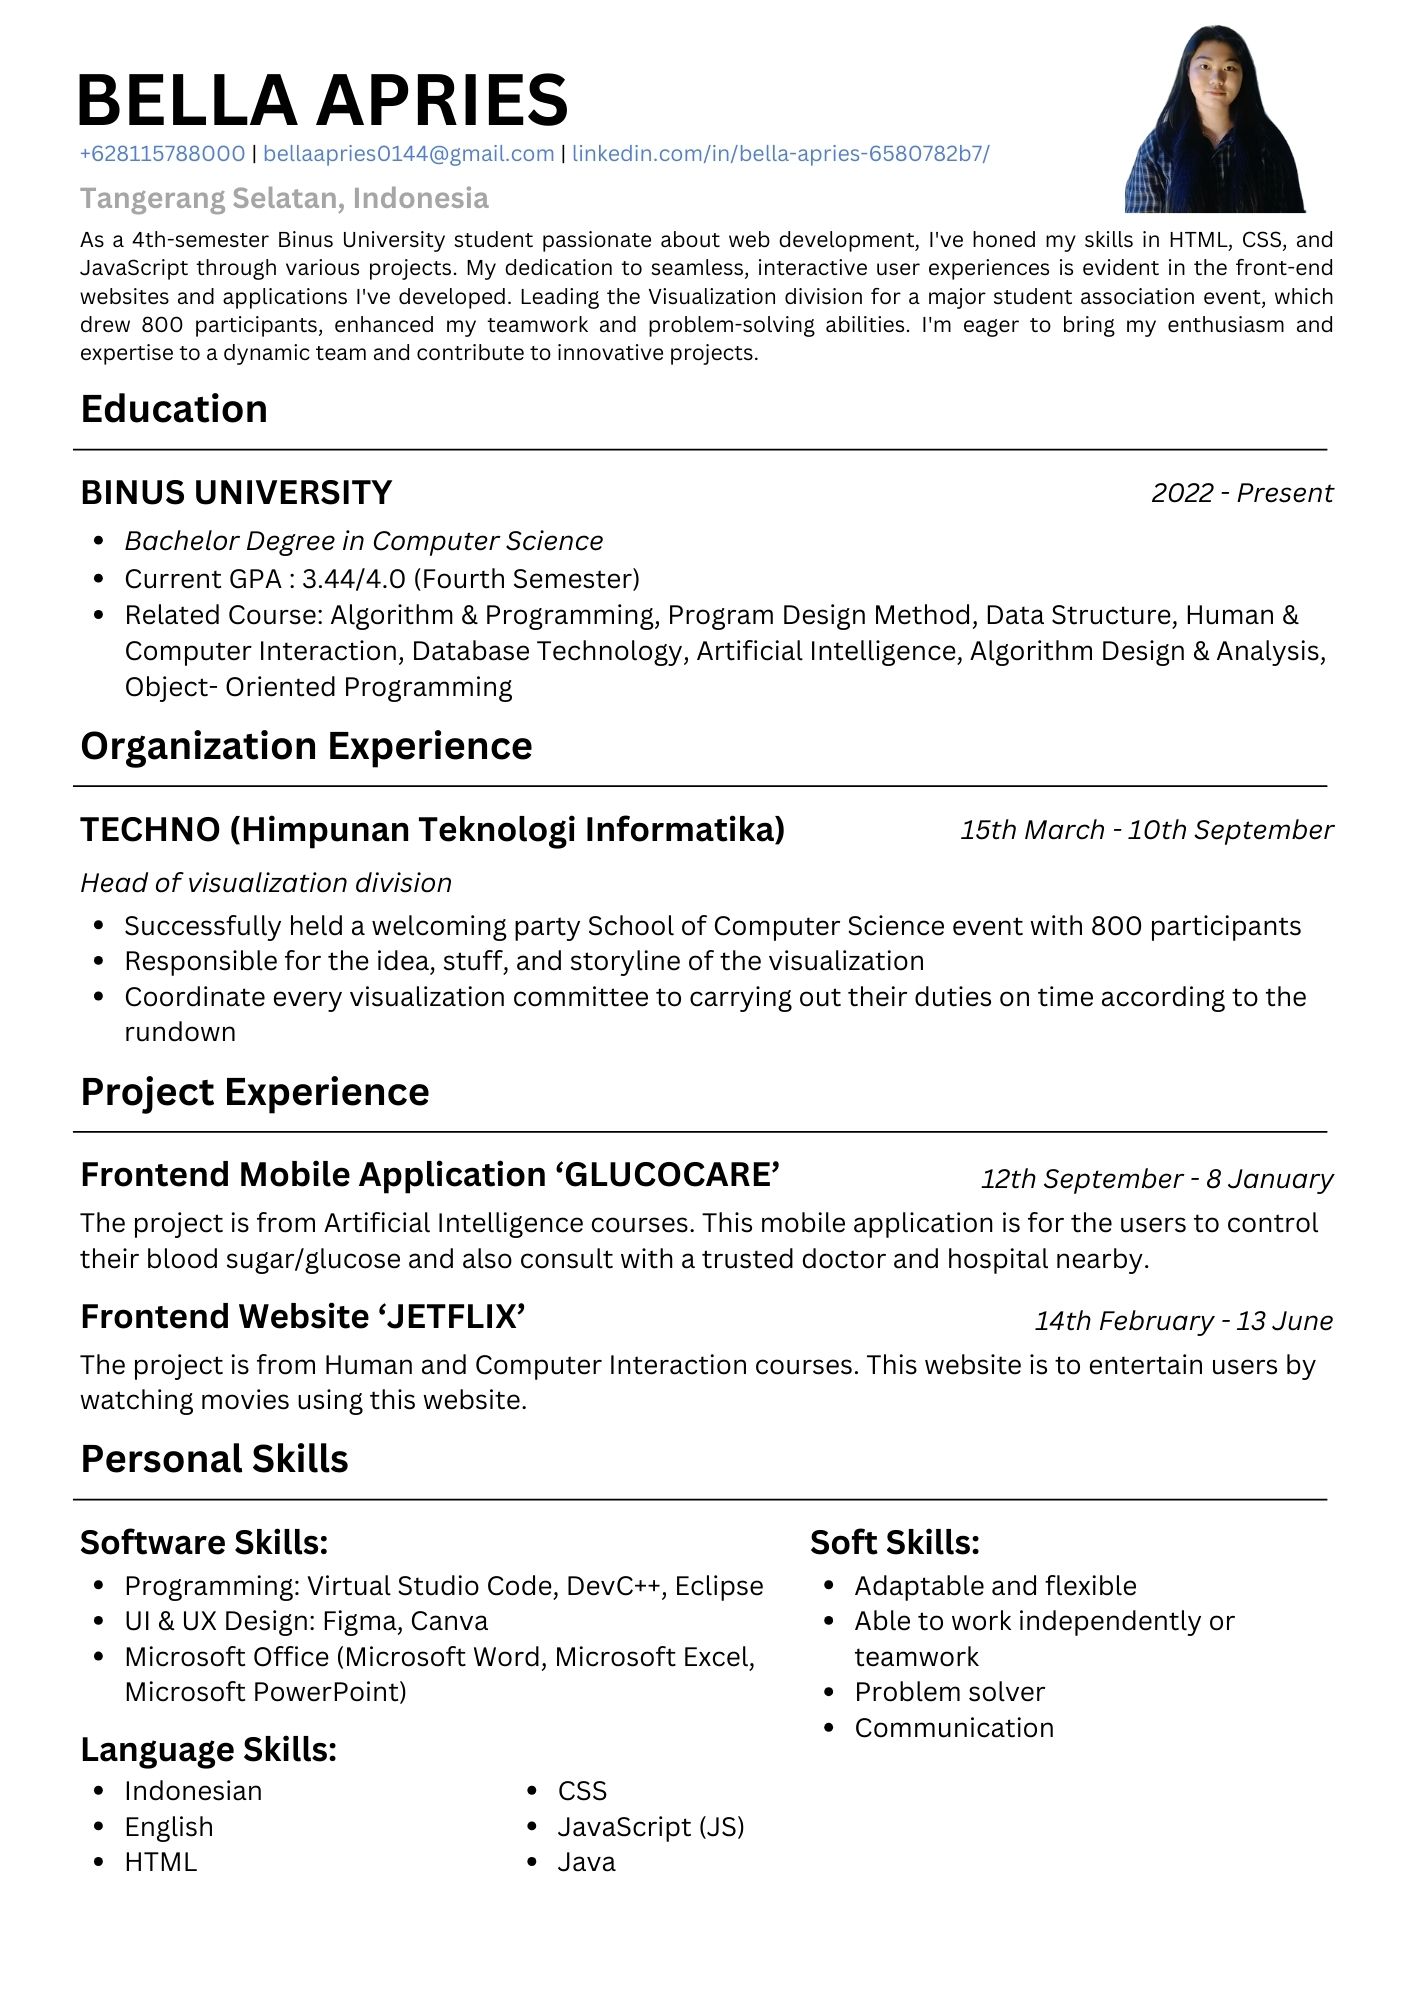 BELLA APRIES
+628115788000 | bellaapries0144@gmail.com | linkedin.com/in/bella-apries-6580782b7/
Tangerang Selatan, Indonesia
As a 4th-semester Binus University student passionate about web development, I've honed my skills in HTML, CSS, and
JavaScript through various projects. My dedication to seamless, interactive user experiences is evident in the front-end
websites and applications I've developed. Leading the Visualization division for a major student association event, which
drew 800 participants, enhanced my teamwork and problem-solving abilities. I'm eager to bring my enthusiasm and
expertise to a dynamic team and contribute to innovative projects.
Education
BINUS UNIVERSITY 2022 - Present
• Bachelor Degree in Computer Science
• Current GPA : 3.44/4.0 (Fourth Semester)
• Related Course: Algorithm & Programming, Program Design Method, Data Structure, Human &
Computer Interaction, Database Technology, Artificial Intelligence, Algorithm Design & Analysis,
Object- Oriented Programming
Organization Experience
TECHNO (Himpunan Teknologi Informatika) 15th March - 10th September
Head of visualization division
• Successfully held a welcoming party School of Computer Science event with 800 participants
• Responsible for the idea, stuff, and storyline of the visualization
• Coordinate every visualization committee to carrying out their duties on time according to the
rundown
Project Experience
Frontend Mobile Application ‘GLUCOCARE’ 12th September - 8 January
The project is from Artificial Intelligence courses. This mobile application is for the users to control
their blood sugar/glucose and also consult with a trusted doctor and hospital nearby.
Frontend Website ‘JETFLIX’ 14th February - 13 June
The project is from Human and Computer Interaction courses. This website is to entertain users by
watching movies using this website.
Personal Skills
Software Skills:
• Programming: Virtual Studio Code, DevC++, Eclipse
• UI & UX Design: Figma, Canva
• Microsoft Office (Microsoft Word, Microsoft Excel,
Microsoft PowerPoint)
Soft Skills:
• Adaptable and flexible
• Able to work independently or
teamwork
• Problem solver
• Communication
Language Skills:
• Indonesian
• English
• HTML
• CSS
• JavaScript (JS)
• Java